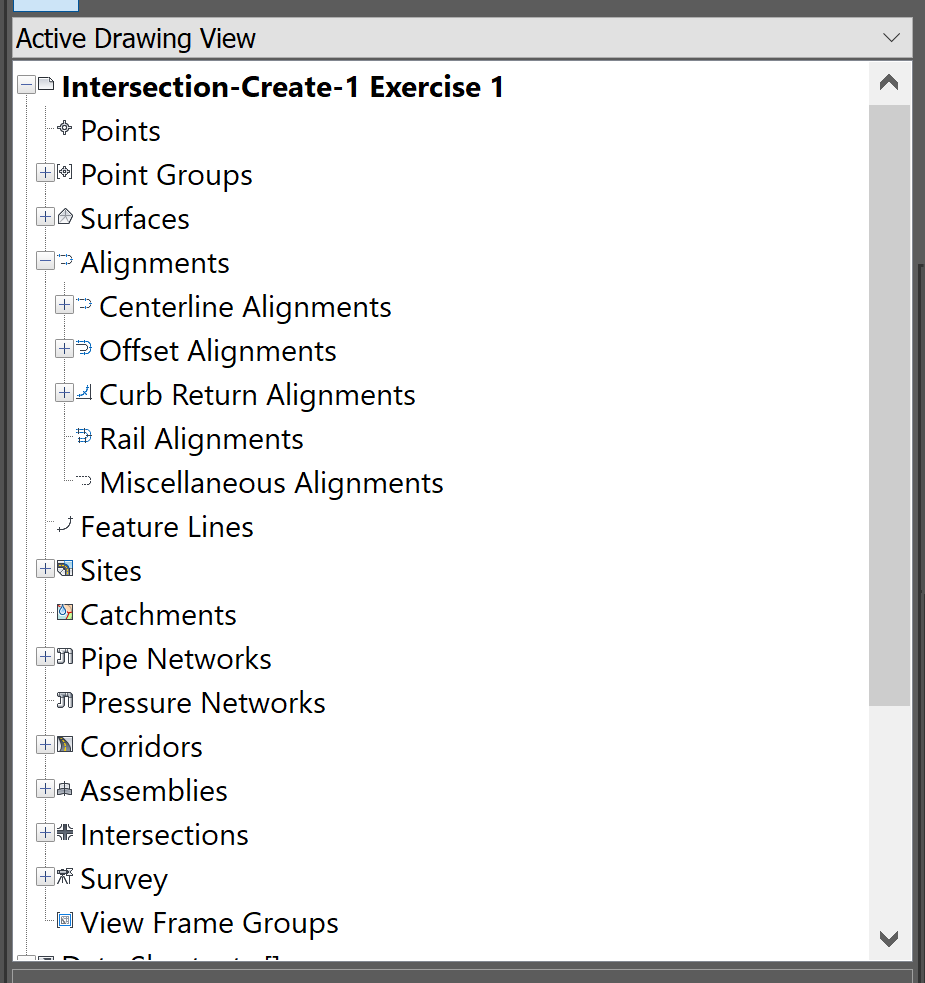 Active Drawing View
Intersection-Create-1 Exercise 1
Points
Point Groups
Surfaces
Alignments
Centerline Alignments
Offset Alignments
Curb Return Alignments
Rail Alignments
Miscellaneous Alignments
Feature Lines
Sites
Catchments
Pipe Networks
Pressure Networks
Corridors
Assemblies
Intersections
Survey
View Frame Groups